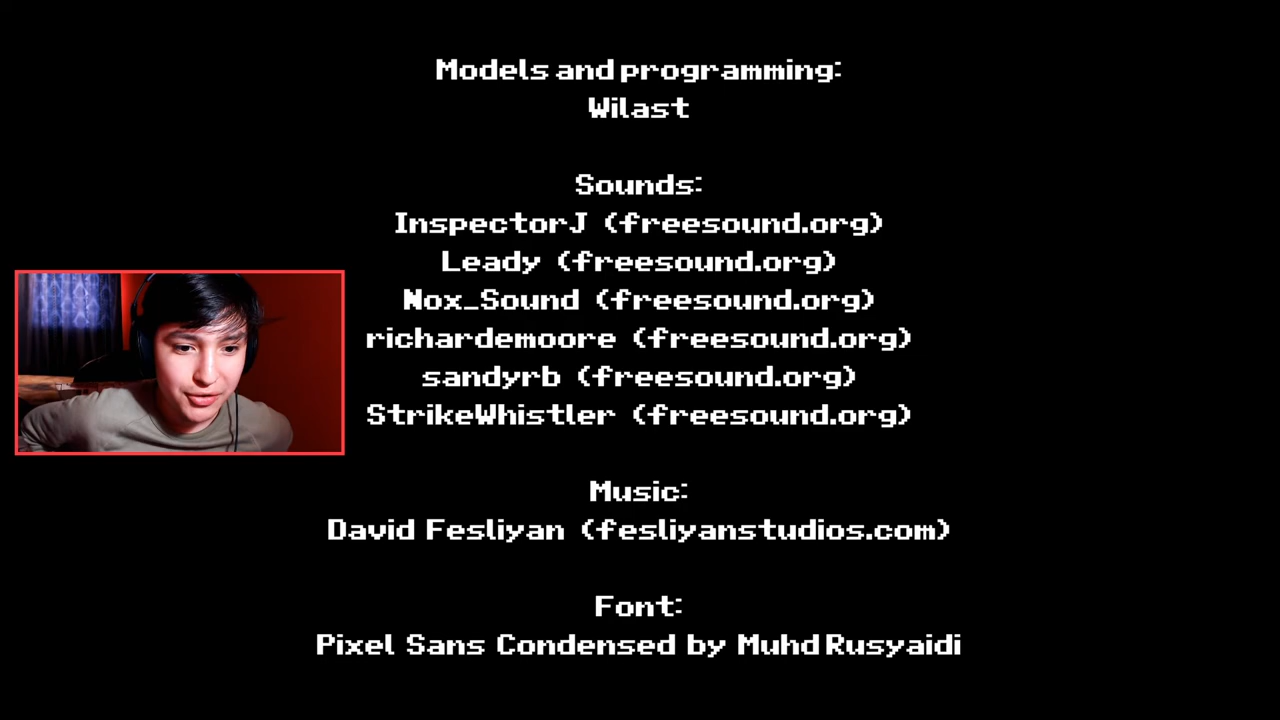 Models and programming:
Wilast
Sounds:
InspectorJ (freesound.org)
Leady (freesound.org)
Nox_Sound (freesound.org)
richardemoore (freesound.org)
sandyrb (freesound.org)
StrikeWhistler (freesound.org)
Music:
David Fesliyan (fesliyanstudios.com)
Font:
Pixel Sans Condensed by Muhd Rusyaidi